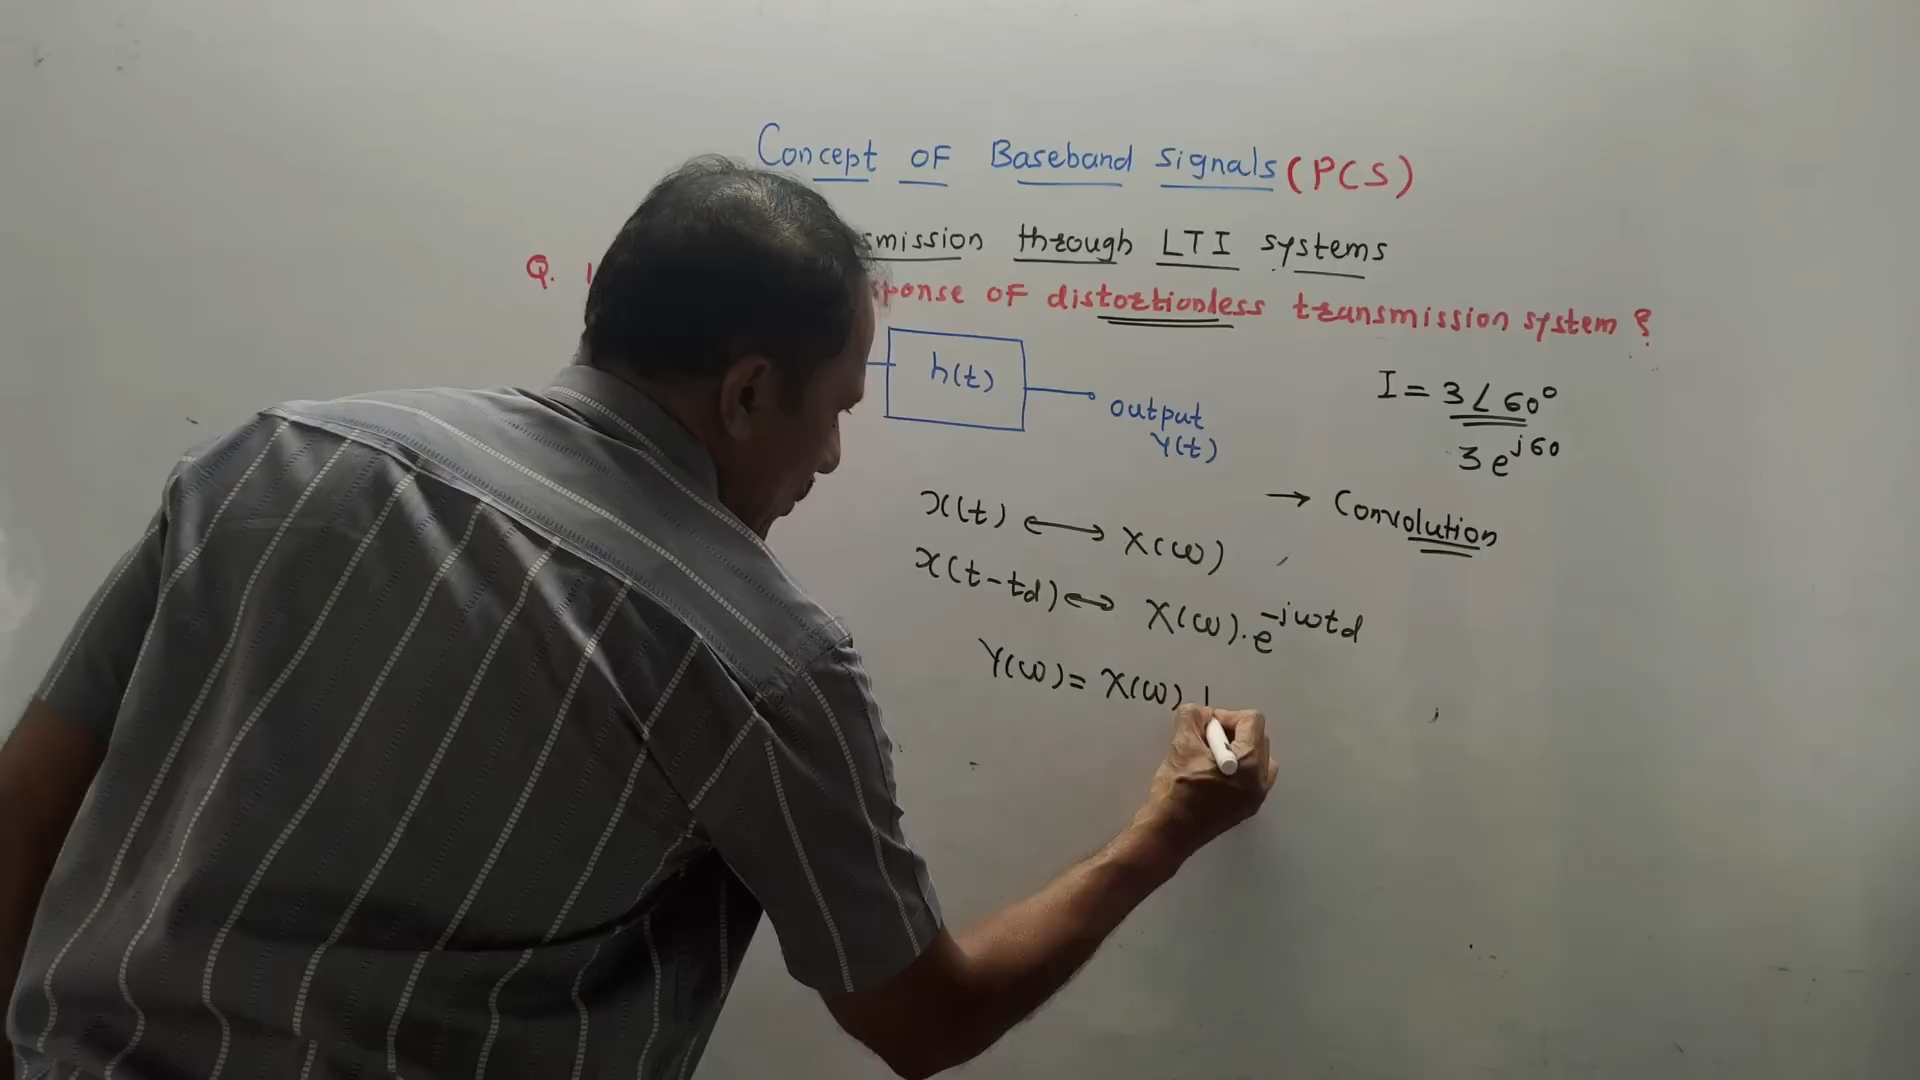 Concept OF Baseband signals (PCS)
smission through LTI systems
Q. sponse OF distortionless transmission system ?
h(t)
output
Y(t)
I = 3∠60°
3e^j60
→ Convolution
x(t) ⟷ X(ω)
x(t-td) ⟷ X(ω).e^-jωtd
Y(ω) = X(ω).